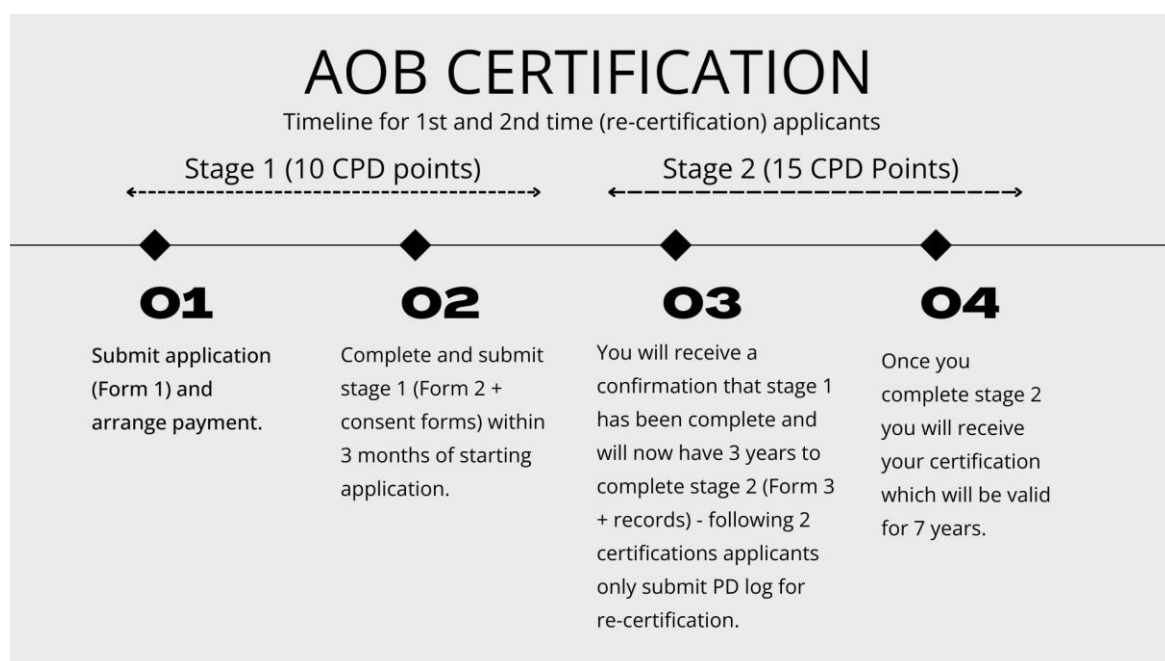 AOB CERTIFICATION
Timeline for 1st and 2nd time (re-certification) applicants
Stage 1 (10 CPD points)
Stage 2 (15 CPD Points)
01
Submit application
(Form 1) and
arrange payment.
02
Complete and submit
stage 1 (Form 2 +
consent forms) within
3 months of starting
application.
03
You will receive a
confirmation that stage 1
has been complete and
will now have 3 years to
complete stage 2 (Form 3
+ records) - following 2
certifications applicants
only submit PD log for
re-certification.
04
Once you
complete stage 2
you will receive
your certification
which will be valid
for 7 years.